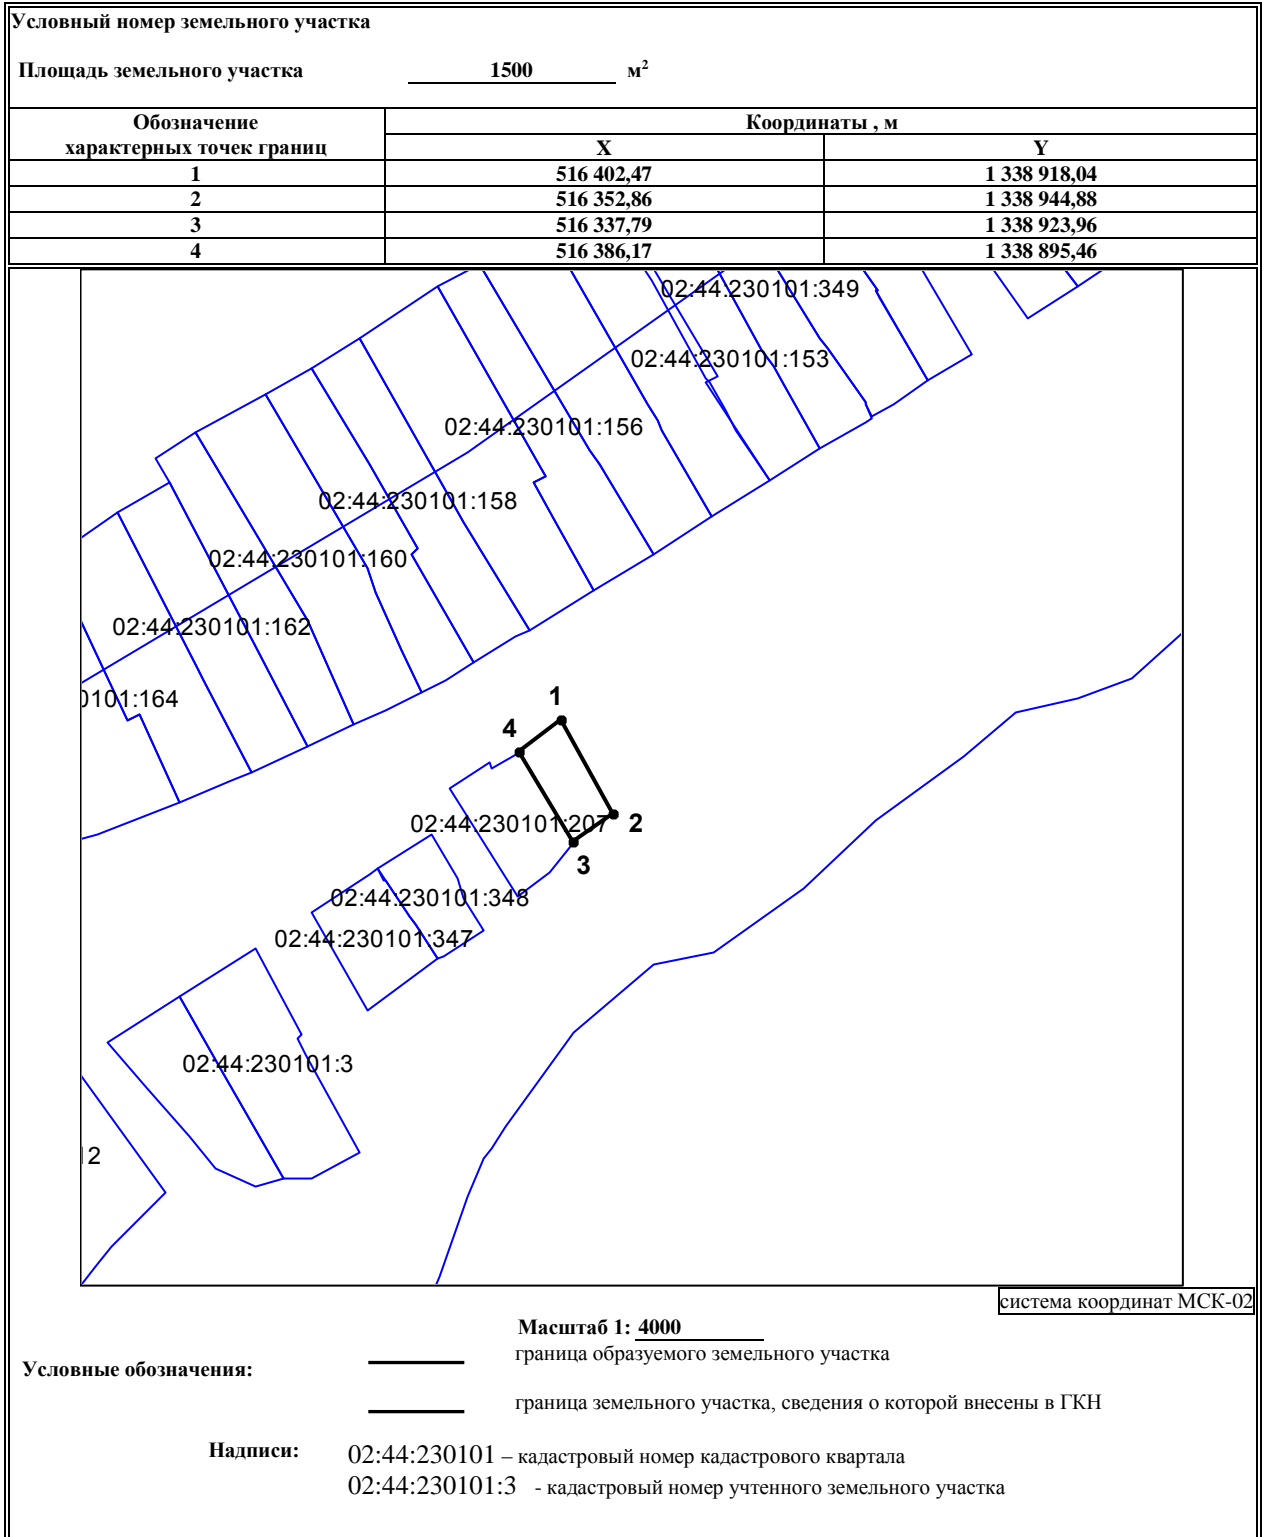 Условный номер земельного участка
Площадь земельного участка 1500 м²
Обозначение характерных точек границ
Координаты , м
X Y
1 516 402,47 1 338 918,04
2 516 352,86 1 338 944,88
3 516 337,79 1 338 923,96
4 516 386,17 1 338 895,46
02:44:230101:349
02:44:230101:153
02:44:230101:156
02:44:230101:158
02:44:230101:160
02:44:230101:162
0101:164
1
4
02:44:230101:207
2
3
02:44:230101:348
02:44:230101:347
02:44:230101:3
12
система координат МСК-02
Масштаб 1: 4000
Условные обозначения:
граница образуемого земельного участка
граница земельного участка, сведения о которой внесены в ГКН
Надписи:
02:44:230101 – кадастровый номер кадастрового квартала
02:44:230101:3 - кадастровый номер учтенного земельного участка